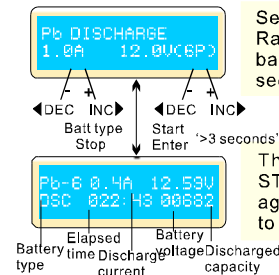 Pb DISCHARGE
1.0A 12.0V(6P)
Se
Ra
ba
sec
- +
◀DEC INC▶
- +
◀DEC INC▶
Batt type
Stop
Start
Enter
'>3 seconds'
Th
ST
ag
to
Pb-6 0.4A 12.59V
DSC 022:43 00682
Battery
type
Elapsed
time
Discharge
current
Battery
voltage
Discharged
capacity